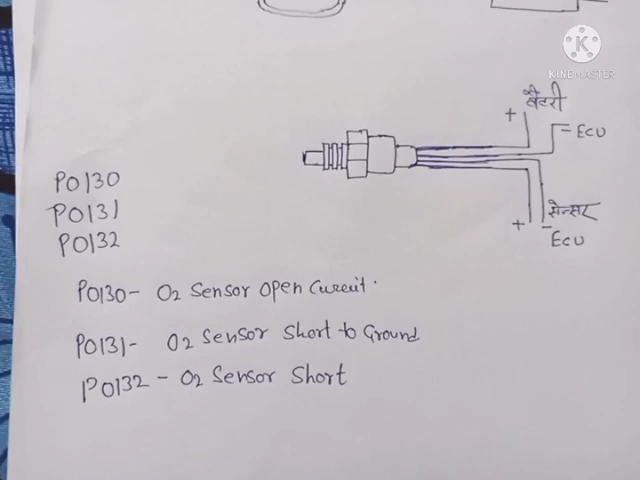 K
KINEMASTER
+ बैटरी
- ECU
P0130
P0131
P0132
+ - सेन्सर
ECU
P0130- O2 Sensor Open Curcuit.
P0131- O2 Sensor Short to Ground
P0132 - O2 Sensor Short